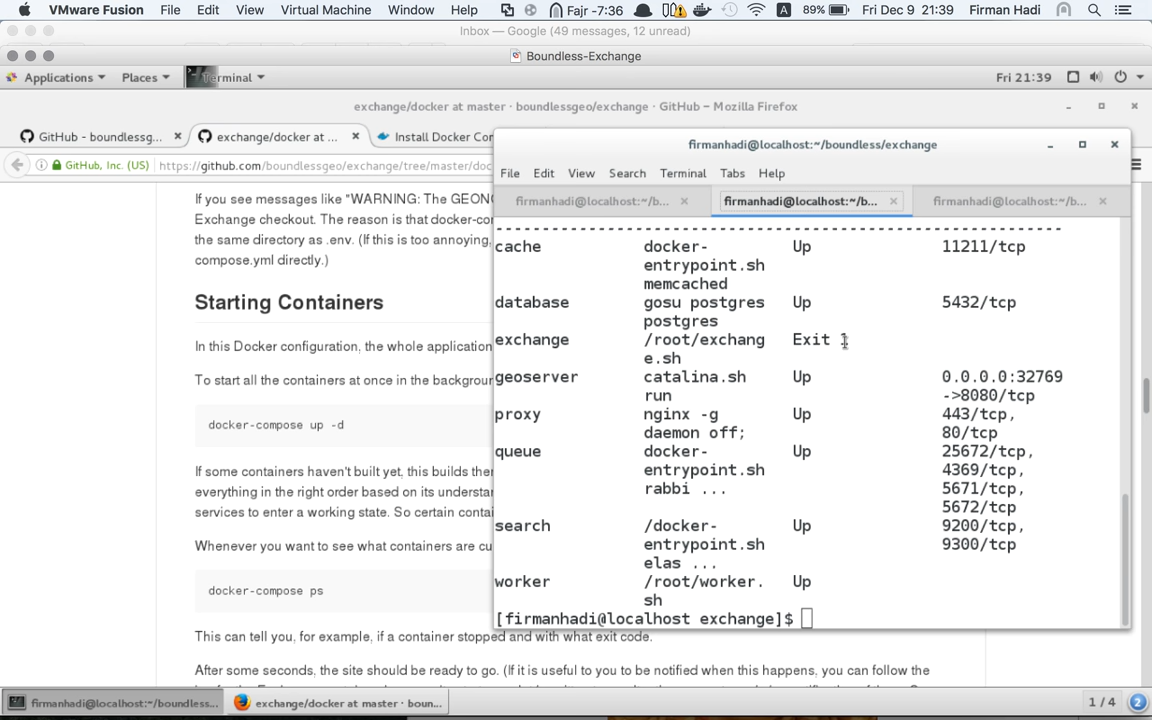 VMware Fusion File Edit View Virtual Machine Window Help Fajr -7:36 A 89% Fri Dec 9 21:39 Firman Hadi
Inbox — Google (49 messages, 12 unread)
Boundless-Exchange
Applications Places Terminal Fri 21:39
exchange/docker at master · boundlessgeo/exchange · GitHub – Mozilla Firefox
GitHub - boundlessg... exchange/docker at ... Install Docker Con
GitHub, Inc. (US) https://github.com/boundlessgeo/exchange/tree/master/doc
If you see messages like "WARNING: The GEONO
Exchange checkout. The reason is that docker-con
the same directory as .env. (If this is too annoying,
compose.yml directly.)
Starting Containers
In this Docker configuration, the whole application
To start all the containers at once in the background
docker-compose up -d
If some containers haven't built yet, this builds them
everything in the right order based on its understan
services to enter a working state. So certain contai
Whenever you want to see what containers are cu
docker-compose ps
This can tell you, for example, if a container stopped and with what exit code.
After some seconds, the site should be ready to go. (If it is useful to you to be notified when this happens, you can follow the
firmanhadi@localhost:~/boundless/exchange
File Edit View Search Terminal Tabs Help
firmanhadi@localhost:~/b... firmanhadi@localhost:~/b... firmanhadi@localhost:~/b...
------------------------------------------------------------
cache docker- Up 11211/tcp
entrypoint.sh
memcached
database gosu postgres Up 5432/tcp
postgres
exchange /root/exchang Exit 1
e.sh
geoserver catalina.sh Up 0.0.0.0:32769
run ->8080/tcp
proxy nginx -g Up 443/tcp,
daemon off; 80/tcp
queue docker- Up 25672/tcp,
entrypoint.sh 4369/tcp,
rabbi ... 5671/tcp,
5672/tcp
search /docker- Up 9200/tcp,
entrypoint.sh 9300/tcp
elas ...
worker /root/worker. Up
sh
[firmanhadi@localhost exchange]$
firmanhadi@localhost:~/boundless... exchange/docker at master · boun... 1 / 4 2